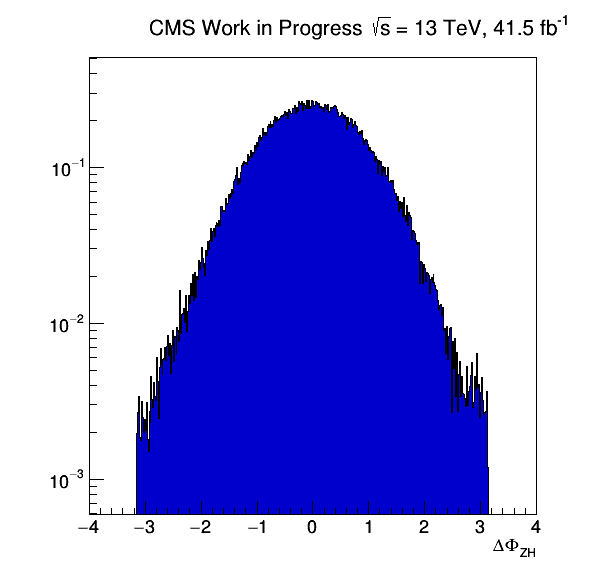 CMS Work in Progress √s = 13 TeV, 41.5 fb⁻¹
10⁻¹
10⁻²
10⁻³
−4 −3 −2 −1 0 1 2 3 4
ΔΦ_ZH